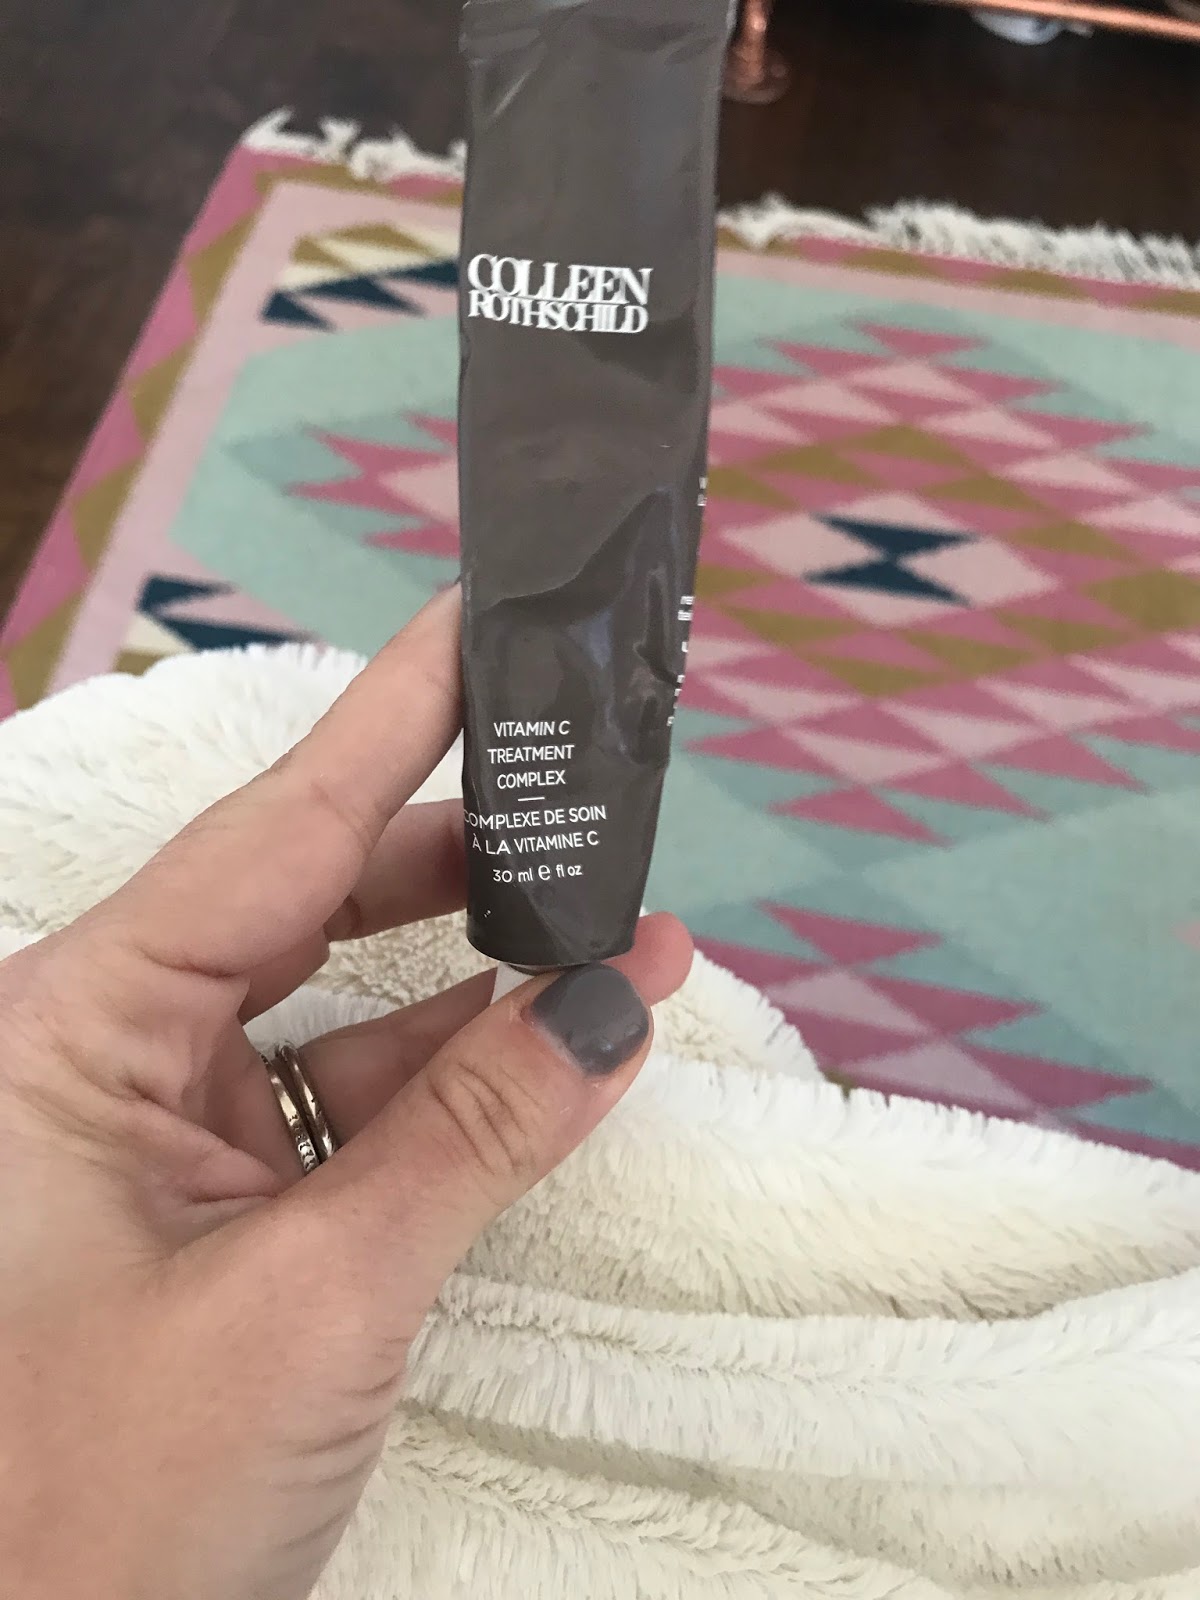 COLLEEN
ROTHSCHILD
VITAMIN C
TREATMENT
COMPLEX
COMPLEXE DE SOIN
À LA VITAMINE C
30 ml e fl oz